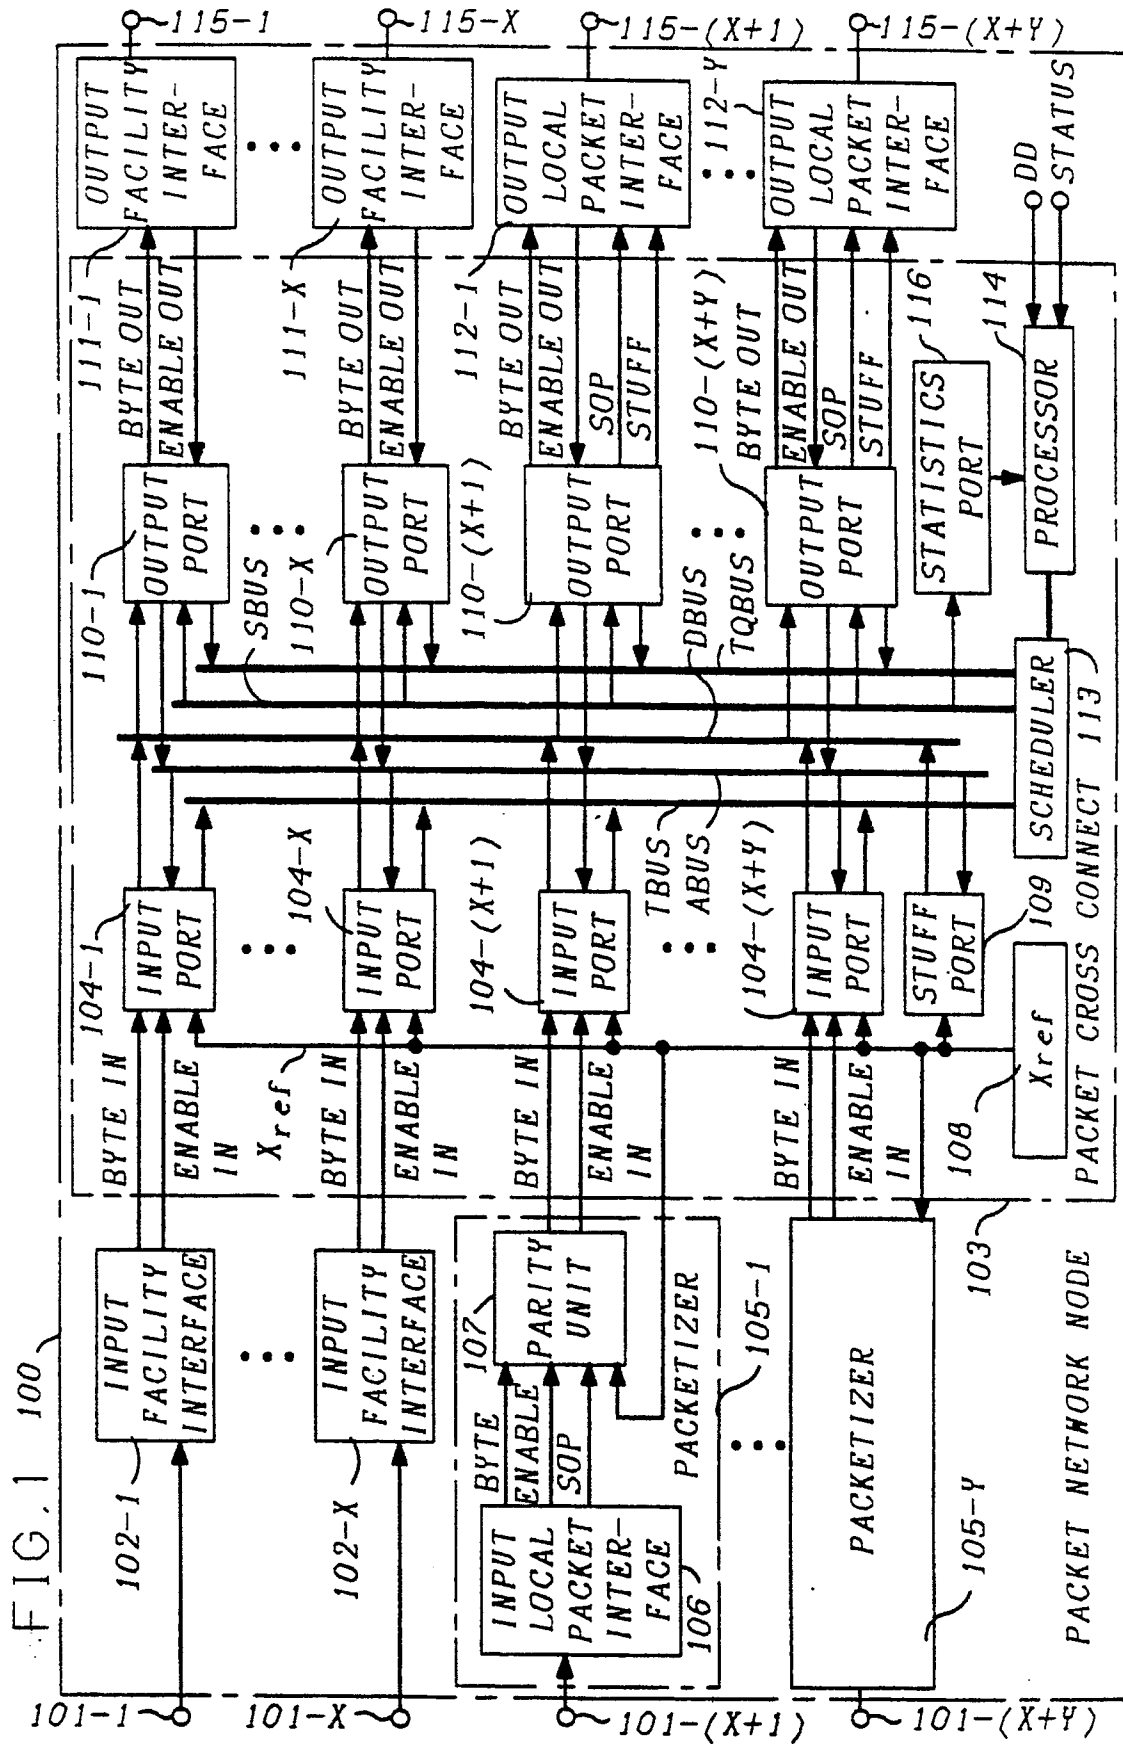 FIG.1
100
101-1
102-1
INPUT
FACILITY
INTERFACE
BYTE IN
ENABLE
IN
Xref
104-1
INPUT
PORT
110-1
OUTPUT
PORT
SBUS
BYTE OUT
ENABLE OUT
111-1
OUTPUT
FACILITY
INTER-
FACE
115-1
101-X
102-X
INPUT
FACILITY
INTERFACE
BYTE IN
ENABLE
IN
104-X
INPUT
PORT
110-X
OUTPUT
PORT
BYTE OUT
ENABLE OUT
111-X
OUTPUT
FACILITY
INTER-
FACE
115-X
101-(X+1)
INPUT
LOCAL
PACKET
INTER-
FACE
106
BYTE
ENABLE
SOP
107
PARITY
UNIT
PACKETIZER
105-1
BYTE IN
ENABLE
IN
104-(X+1)
INPUT
PORT
TBUS
ABUS
110-(X+1)
OUTPUT
PORT
DBUS
TQBUS
BYTE OUT
ENABLE OUT
SOP
STUFF
112-1
OUTPUT
LOCAL
PACKET
INTER-
FACE
115-(X+1)
101-(X+Y)
PACKETIZER
105-Y
BYTE IN
ENABLE
IN
104-(X+Y)
INPUT
PORT
STUFF
PORT
109
110-(X+Y)
OUTPUT
PORT
BYTE OUT
ENABLE OUT
SOP
STUFF
112-Y
OUTPUT
LOCAL
PACKET
INTER-
FACE
115-(X+Y)
STATISTICS
PORT
116
108
Xref
SCHEDULER
113
PROCESSOR
114
DD
STATUS
PACKET CROSS CONNECT
103
PACKET NETWORK NODE